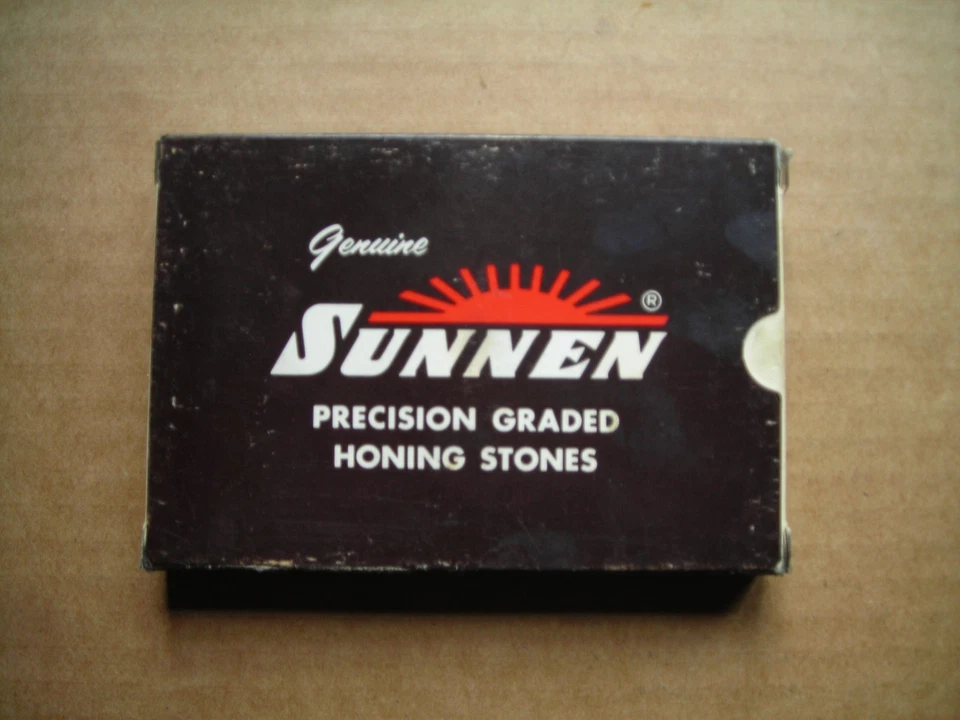 Genuine
SUNNEN®
PRECISION GRADED
HONING STONES